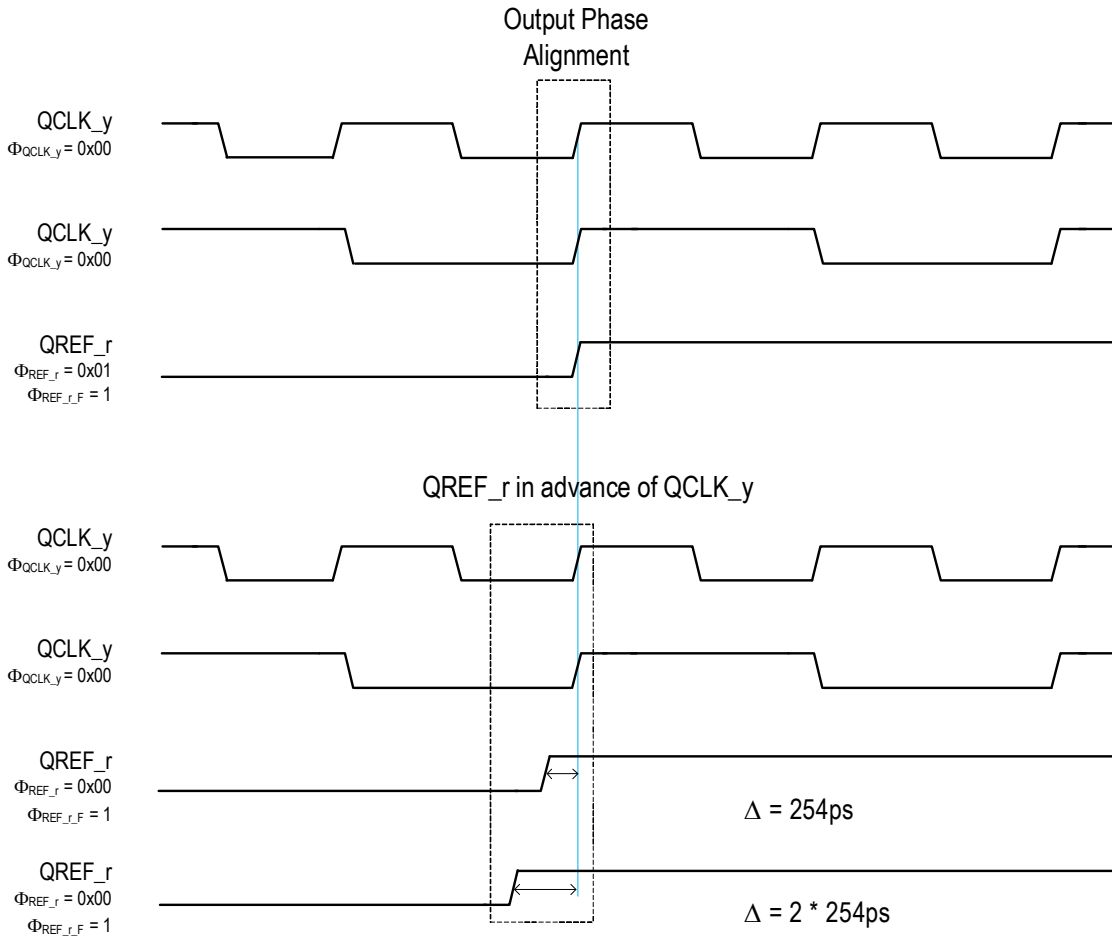 Output Phase
Alignment
QCLK_y
ΦQCLK_y = 0x00
QCLK_y
ΦQCLK_y = 0x00
QREF_r
ΦREF_r = 0x01
ΦREF_r_F = 1
QREF_r in advance of QCLK_y
QCLK_y
ΦQCLK_y = 0x00
QCLK_y
ΦQCLK_y = 0x00
QREF_r
ΦREF_r = 0x00
ΦREF_r_F = 1
Δ = 254ps
QREF_r
ΦREF_r = 0x00
ΦREF_r_F = 1
Δ = 2 * 254ps